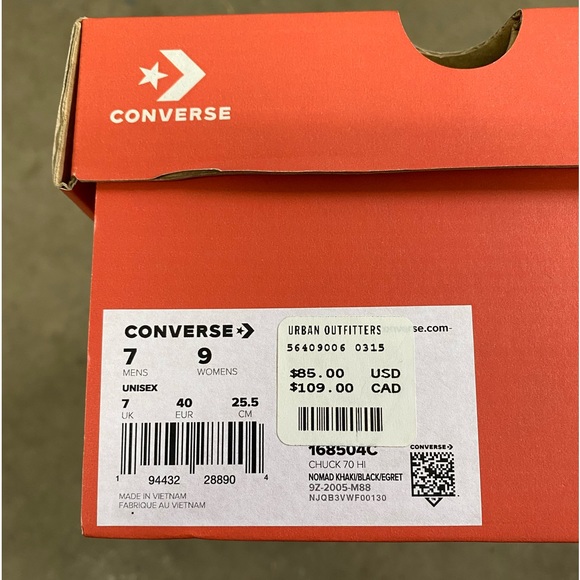 CONVERSE
CONVERSE
7 9
MENS WOMENS
UNISEX
7 40 25.5
UK EUR CM
1 94432 28890 4
MADE IN VIETNAM
FABRIQUE AU VIETNAM
URBAN OUTFITTERS
56409006 0315
$85.00 USD
$109.00 CAD
nverse.com-
168504C
CHUCK 70 HI
NOMAD KHAKI/BLACK/EGRET
9Z-2005-M88
NJQB3VWF00130
CONVERSE